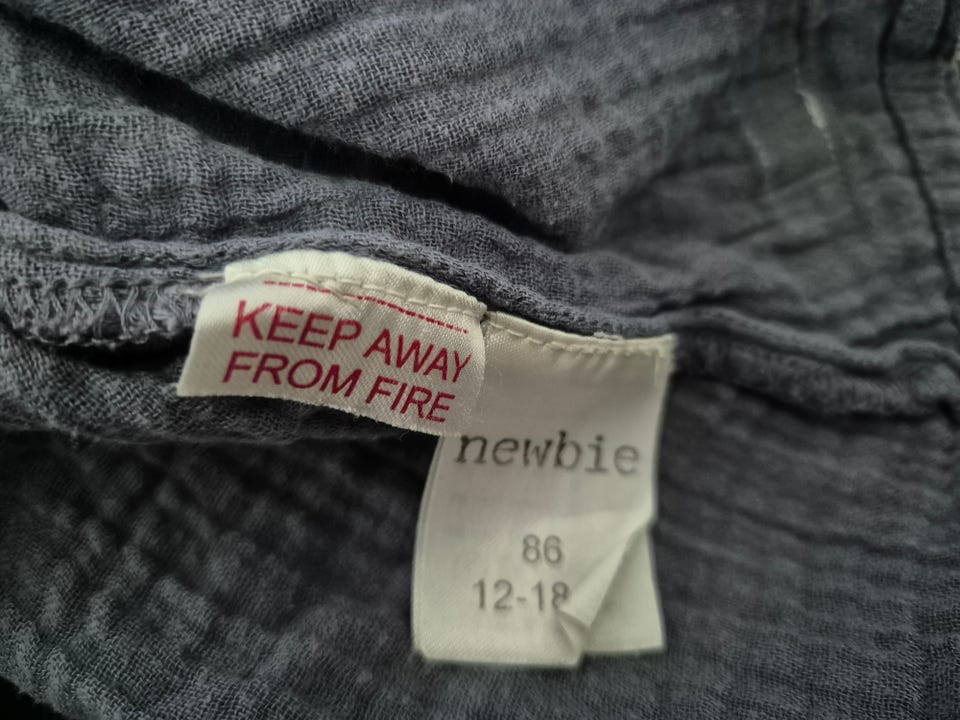 KEEP AWAY
FROM FIRE
newbie
86
12-18